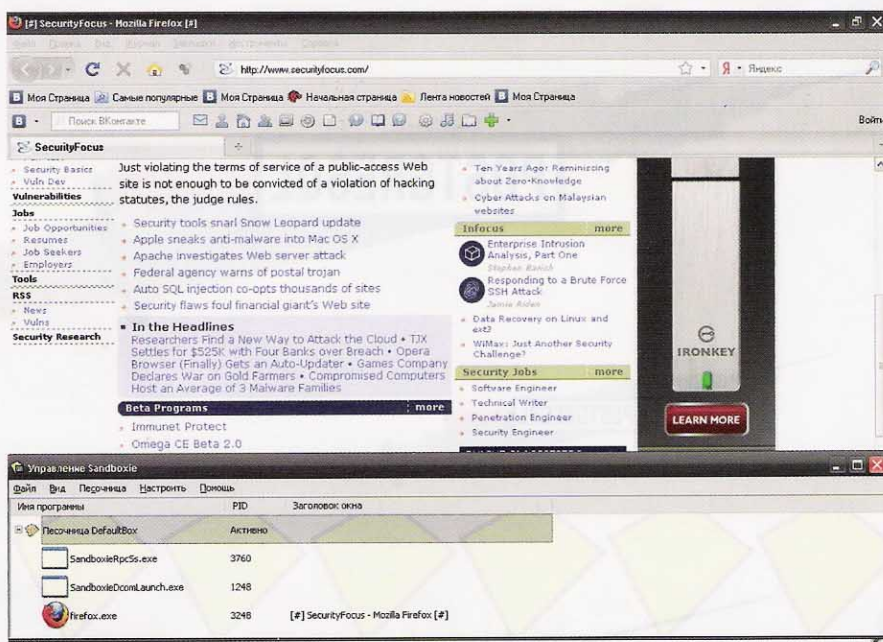 [#] SecurityFocus - Mozilla Firefox [#]
Файл Правка Вид Журнал Закладки Инструменты Справка
http://www.securityfocus.com/
Яндекс
Моя Страница Самые популярные Моя Страница Начальная страница Лента новостей Моя Страница
Поиск ВКонтакте
Войти
SecurityFocus
Security Basics
Vuln Dev
Vulnerabilities
Jobs
Job Opportunities
Resumes
Job Seekers
Employers
Tools
RSS
News
Vulns
Security Research
Just violating the terms of service of a public-access Web
site is not enough to be convicted of a violation of hacking
statutes, the judge rules.
Security tools snarl Snow Leopard update
Apple sneaks anti-malware into Mac OS X
Apache investigates Web server attack
Federal agency warns of postal trojan
Auto SQL injection co-opts thousands of sites
Security flaws foul financial giant's Web site
In the Headlines
Researchers Find a New Way to Attack the Cloud • TJX
Settles for $525K with Four Banks over Breach • Opera
Browser (Finally) Gets an Auto-Updater • Games Company
Declares War on Gold Farmers • Compromised Computers
Host an Average of 3 Malware Families
Beta Programs more
Immunet Protect
Omega CE Beta 2.0
Ten Years Ago: Reminiscing
about Zero-Knowledge
Cyber Attacks on Malaysian
websites
Infocus more
Enterprise Intrusion
Analysis, Part One
Responding to a Brute Force
SSH Attack
Jamie Riden
Data Recovery on Linux and
ext3
WiMax: Just Another Security
Challenge?
Security Jobs more
Software Engineer
Technical Writer
Penetration Engineer
Security Engineer
IRONKEY
LEARN MORE
Управление Sandboxie
Файл Вид Песочница Настроить Помощь
Имя программы PID Заголовок окна
Песочница DefaultBox Активно
SandboxieRpcSs.exe 3760
SandboxieDcomLaunch.exe 1248
firefox.exe 3248 [#] SecurityFocus - Mozilla Firefox [#]